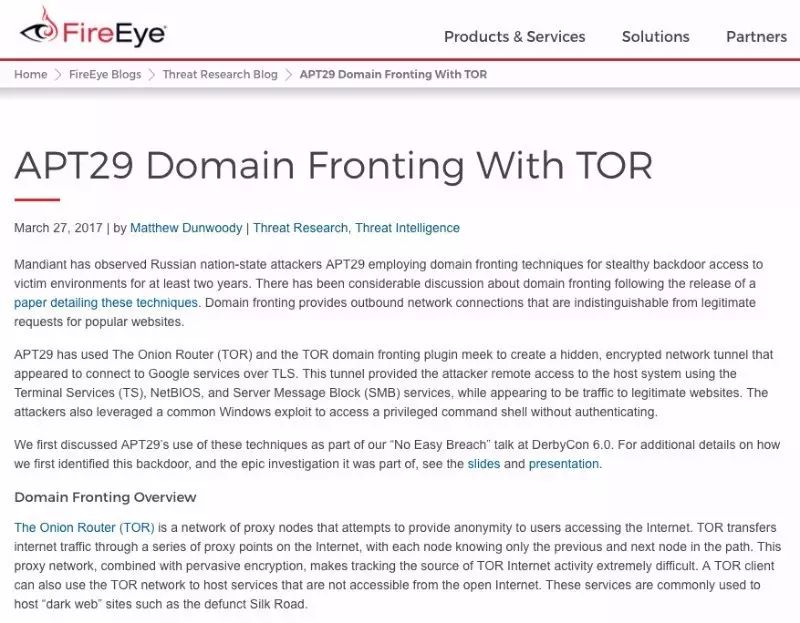 FireEye
Products & Services Solutions Partners
Home > FireEye Blogs > Threat Research Blog > APT29 Domain Fronting With TOR
APT29 Domain Fronting With TOR
March 27, 2017 | by Matthew Dunwoody | Threat Research, Threat Intelligence
Mandiant has observed Russian nation-state attackers APT29 employing domain fronting techniques for stealthy backdoor access to
victim environments for at least two years. There has been considerable discussion about domain fronting following the release of a
paper detailing these techniques. Domain fronting provides outbound network connections that are indistinguishable from legitimate
requests for popular websites.
APT29 has used The Onion Router (TOR) and the TOR domain fronting plugin meek to create a hidden, encrypted network tunnel that
appeared to connect to Google services over TLS. This tunnel provided the attacker remote access to the host system using the
Terminal Services (TS), NetBIOS, and Server Message Block (SMB) services, while appearing to be traffic to legitimate websites. The
attackers also leveraged a common Windows exploit to access a privileged command shell without authenticating.
We first discussed APT29's use of these techniques as part of our “No Easy Breach” talk at DerbyCon 6.0. For additional details on how
we first identified this backdoor, and the epic investigation it was part of, see the slides and presentation.
Domain Fronting Overview
The Onion Router (TOR) is a network of proxy nodes that attempts to provide anonymity to users accessing the Internet. TOR transfers
internet traffic through a series of proxy points on the Internet, with each node knowing only the previous and next node in the path. This
proxy network, combined with pervasive encryption, makes tracking the source of TOR Internet activity extremely difficult. A TOR client
can also use the TOR network to host services that are not accessible from the open Internet. These services are commonly used to
host “dark web” sites such as the defunct Silk Road.